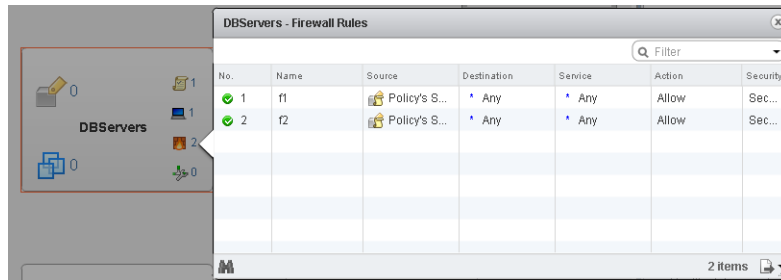 DBServers - Firewall Rules
Filter
No. Name Source Destination Service Action Security
1 f1 Policy's S... * Any * Any Allow Sec...
2 f2 Policy's S... * Any * Any Allow Sec...
2 items
0
1
1
DBServers
2
0
0